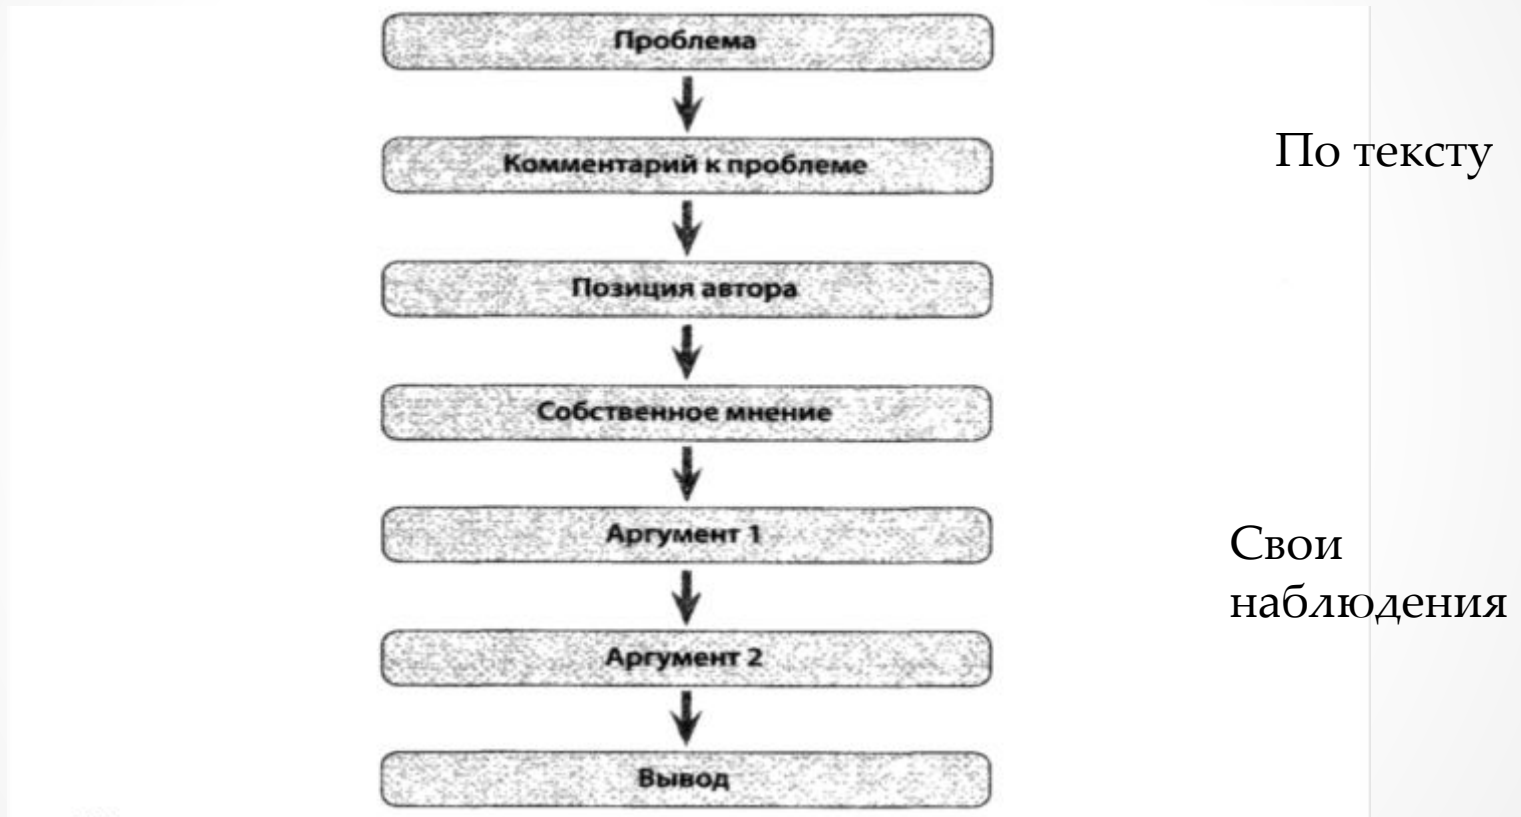 Проблема
Комментарий к проблеме
По тексту
Позиция автора
Собственное мнение
Аргумент 1
Свои
наблюдения
Аргумент 2
Вывод